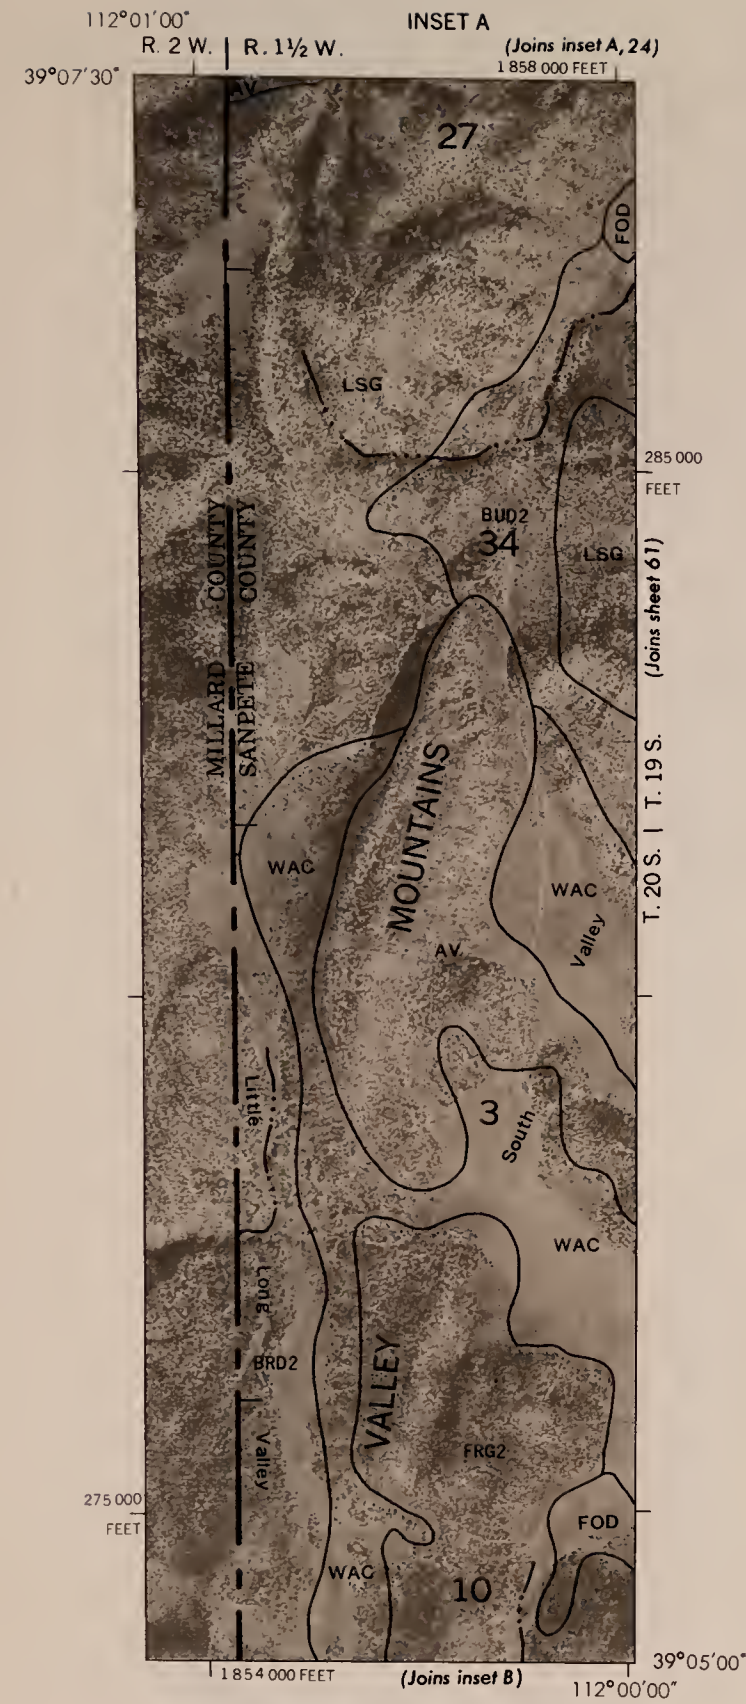 112°01'00"
INSET A
R. 2 W.
R. 1½ W.
(Joins inset A, 24)
39°07'30"
1 858 000 FEET
AV
27
FOD
LSG
285 000
FEET
BUD2
34
LSG
(Joins sheet 61)
MILLARD COUNTY
SANPETE COUNTY
T. 20 S. | T. 19 S.
MOUNTAINS
WAC
WAC
Valley
AV
Little
3
South
WAC
Long
BRD2
VALLEY
Valley
FRG2
275 000
FEET
FOD
WAC
10
1 854 000 FEET
(Joins inset B)
39°05'00"
112°00'00"